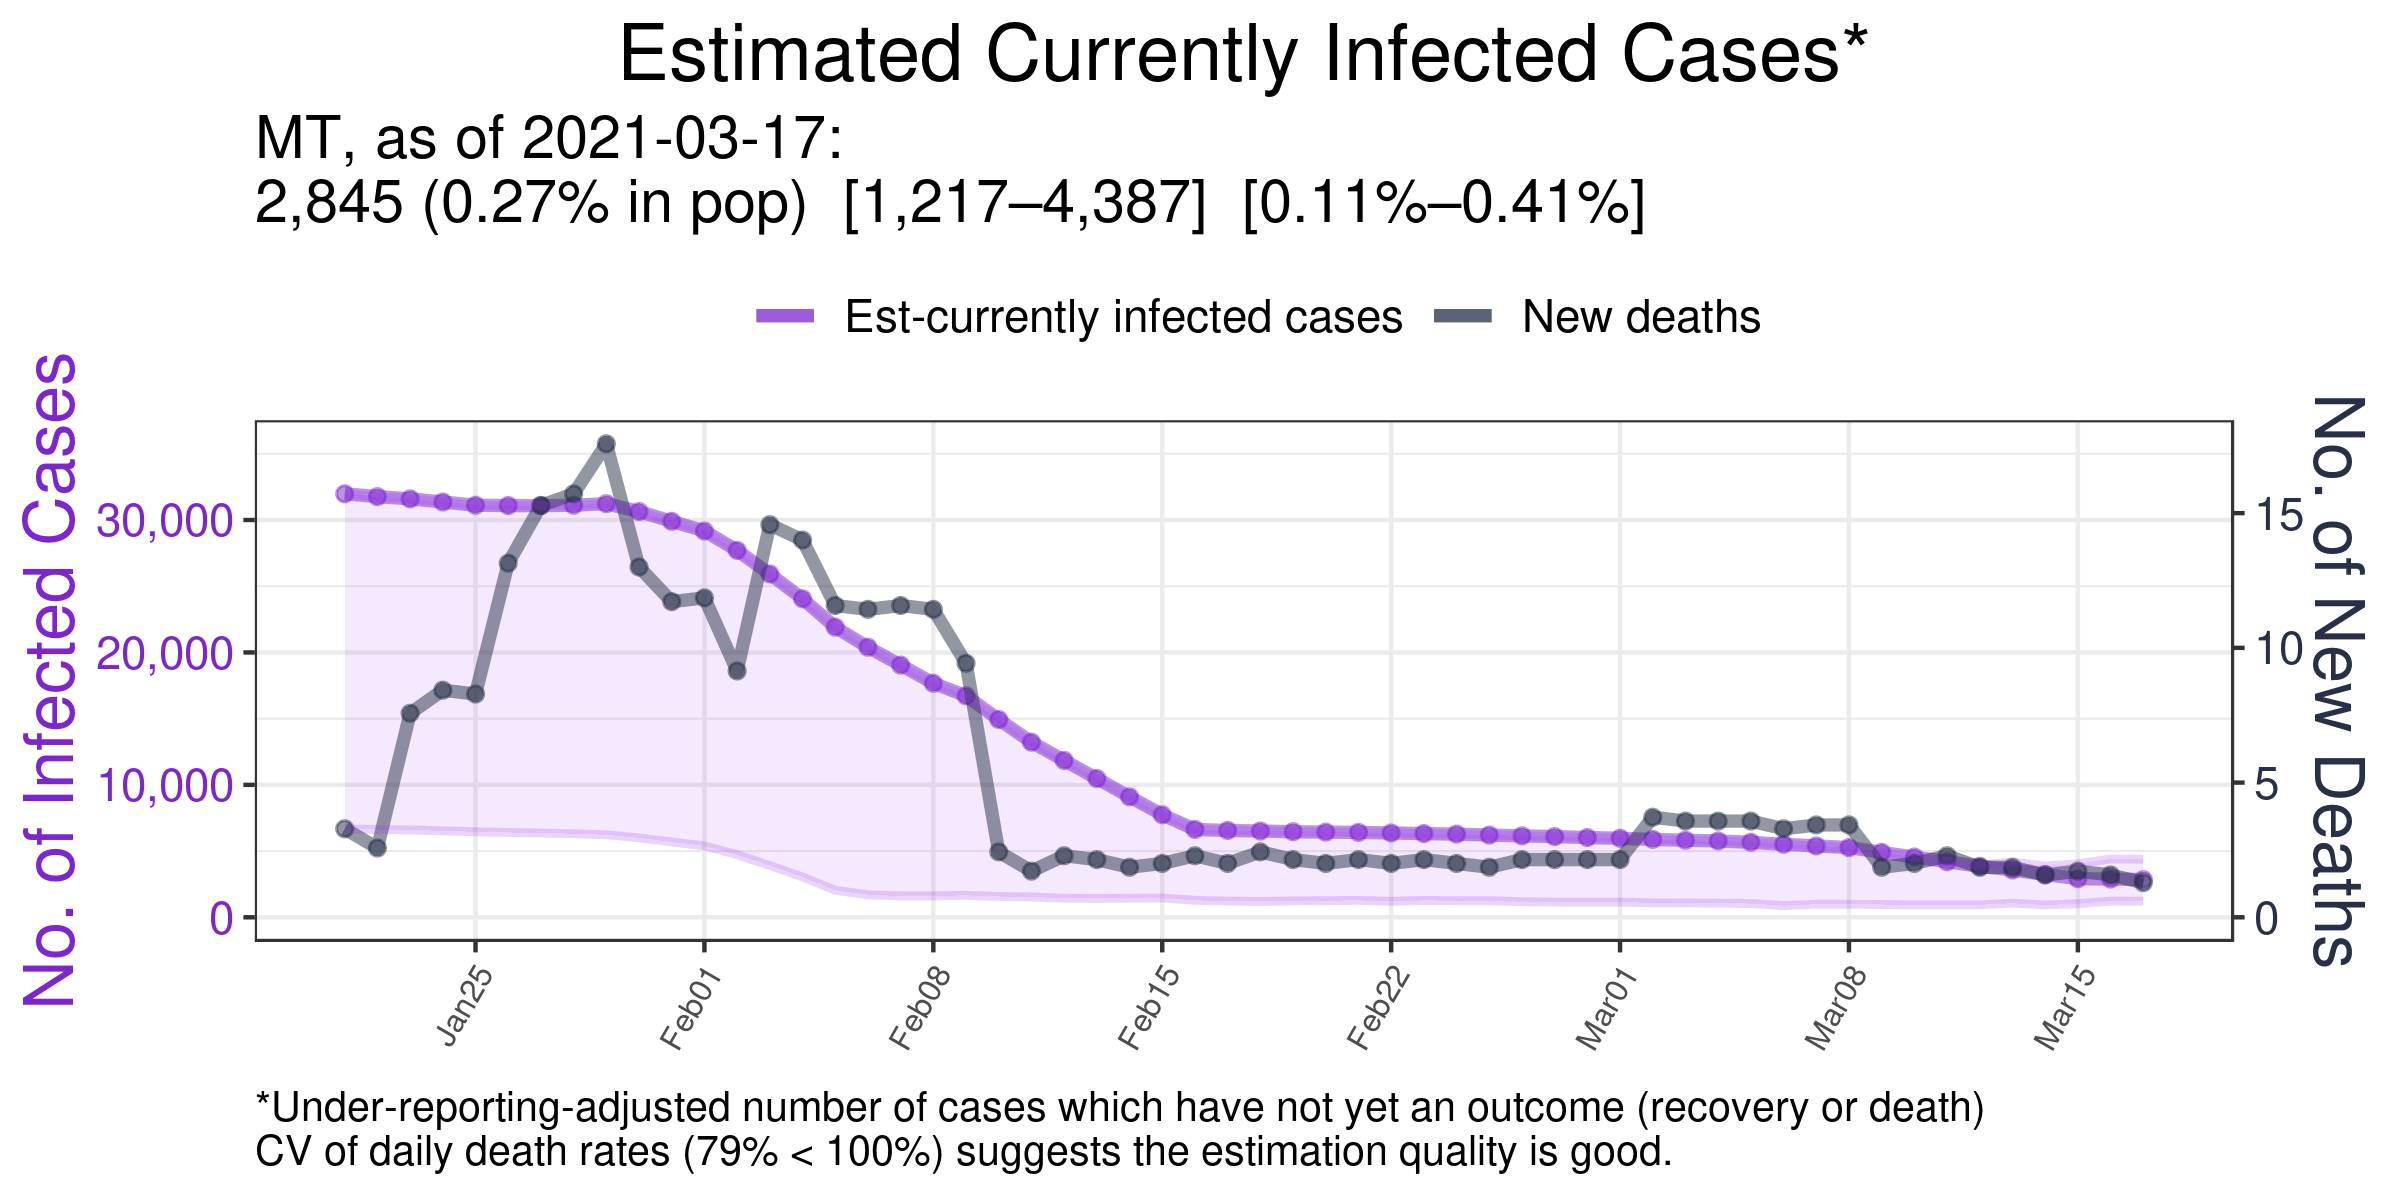 Estimated Currently Infected Cases*
MT, as of 2021-03-17:
2,845 (0.27% in pop)  [1,217–4,387]  [0.11%–0.41%]
Est-currently infected cases
New deaths
No. of Infected Cases
30,000
20,000
10,000
0
15
10
5
0
No. of New Deaths
Jan25
Feb01
Feb08
Feb15
Feb22
Mar01
Mar08
Mar15
*Under-reporting-adjusted number of cases which have not yet an outcome (recovery or death)
CV of daily death rates (79% < 100%) suggests the estimation quality is good.